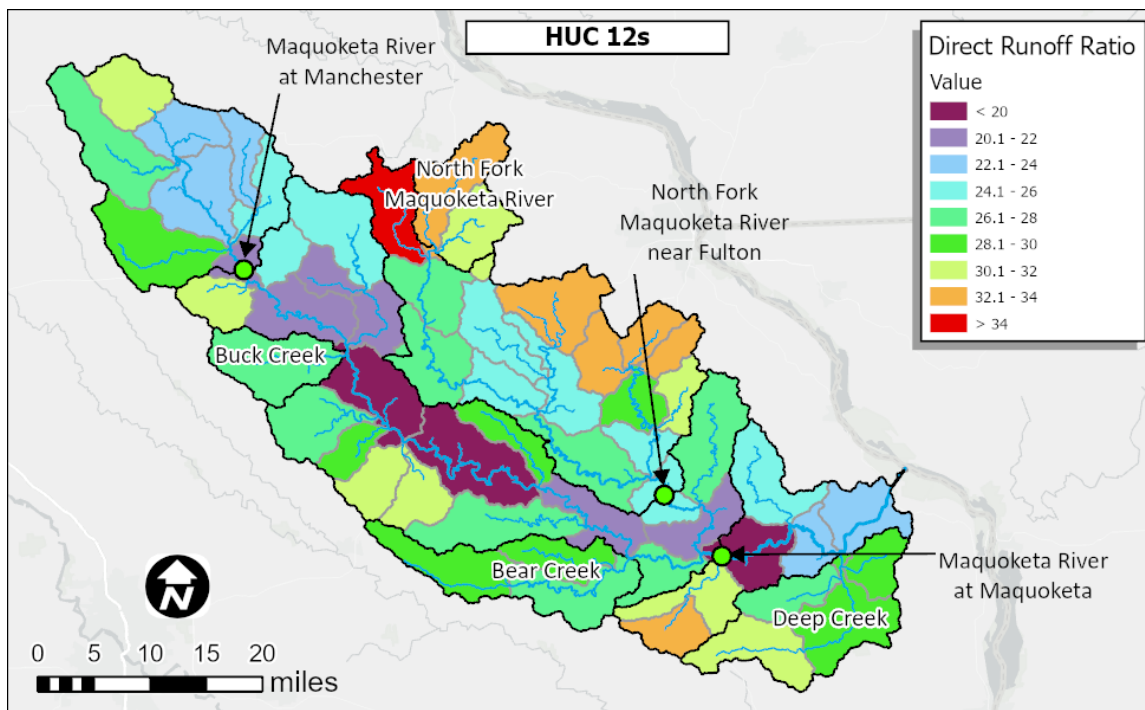 HUC 12s
Maquoketa River
at Manchester
North Fork
Maquoketa River
North Fork
Maquoketa River
near Fulton
Buck Creek
Bear Creek
Deep Creek
Maquoketa River
at Maquoketa
Direct Runoff Ratio
Value
< 20
20.1 - 22
22.1 - 24
24.1 - 26
26.1 - 28
28.1 - 30
30.1 - 32
32.1 - 34
> 34
N
0 5 10 15 20
miles